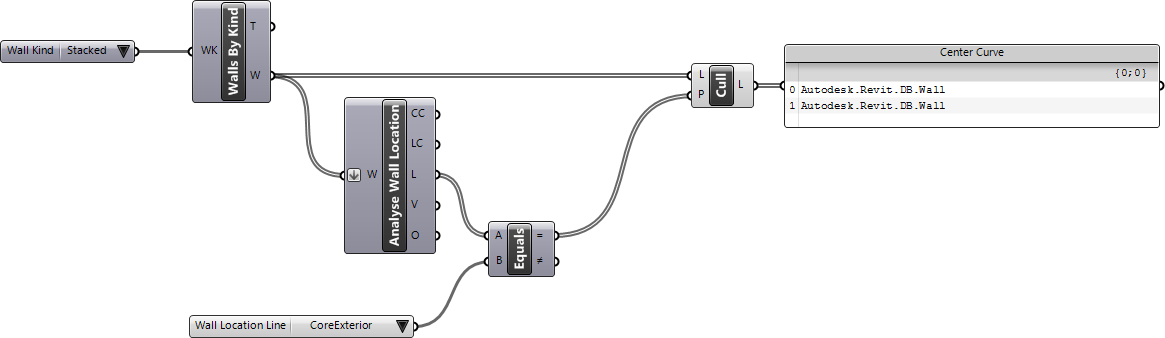 Wall Kind Stacked
WK
Walls By Kind
T
W
W
Analyse Wall Location
CC
LC
L
V
O
Wall Location Line CoreExterior
A
B
Equals
=
≠
L
P
Cull
L
Center Curve
{0;0}
0 Autodesk.Revit.DB.Wall
1 Autodesk.Revit.DB.Wall